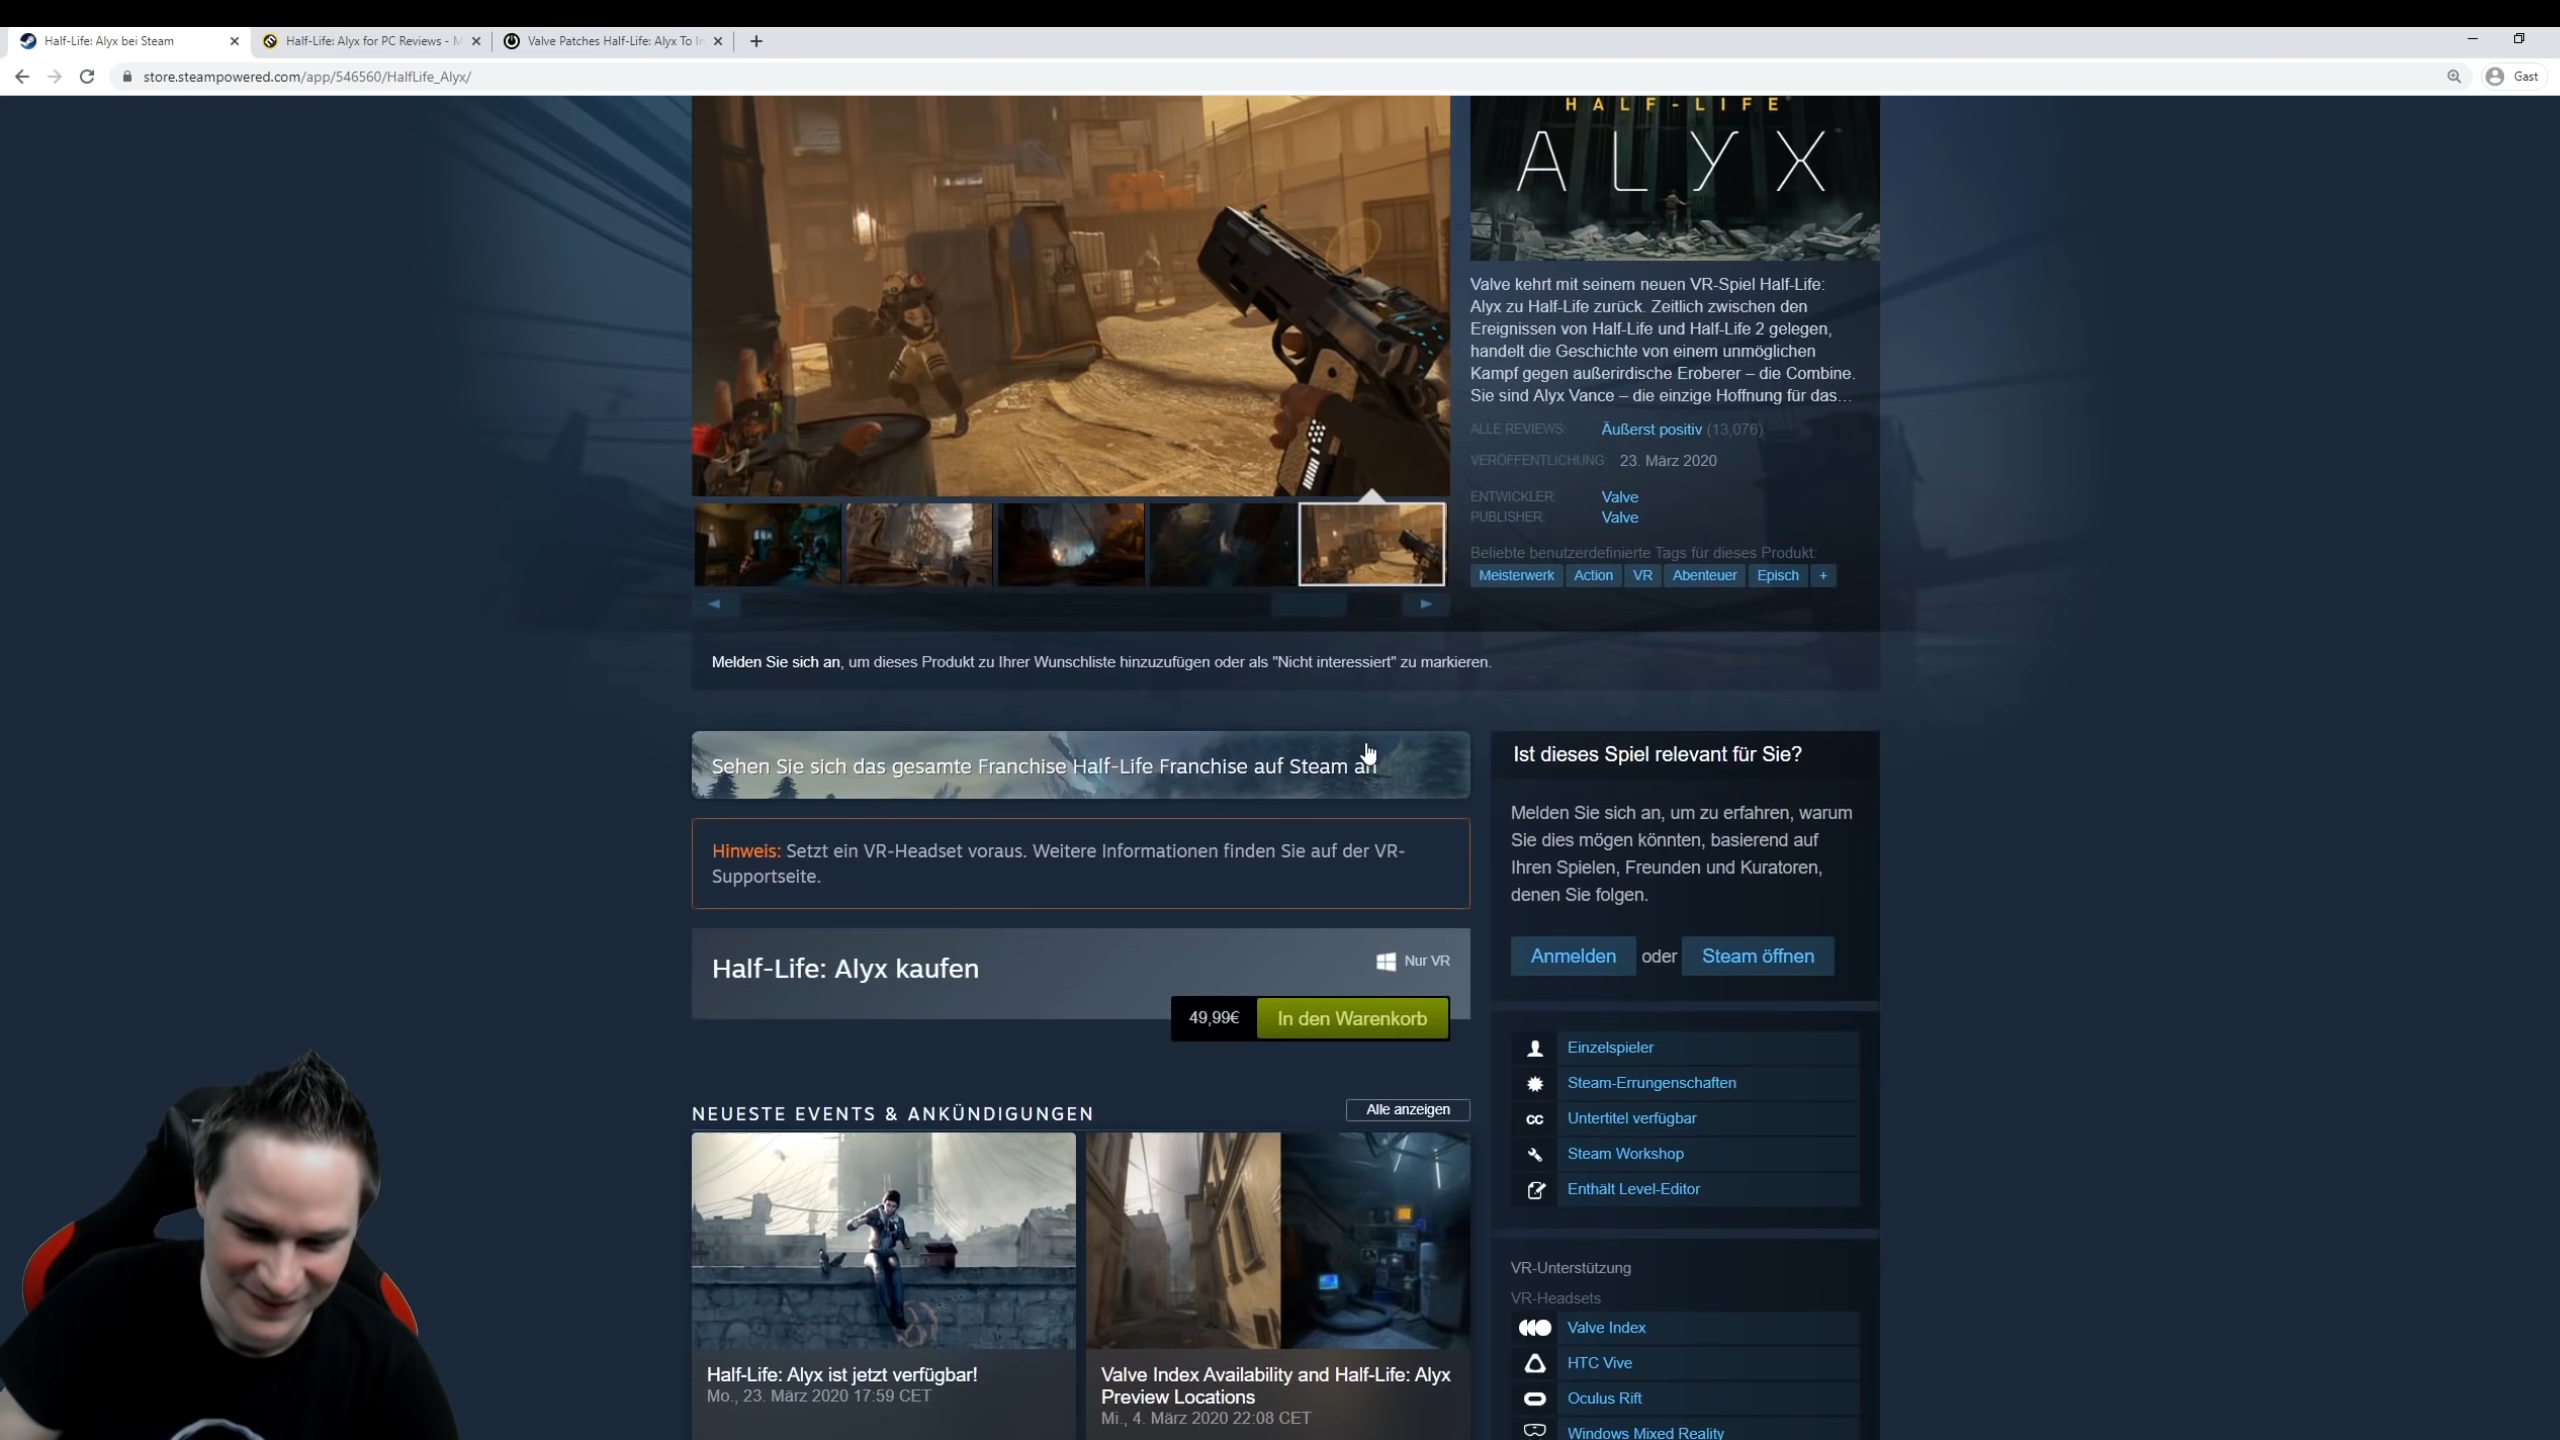 Half-Life: Alyx bei Steam
Half-Life: Alyx for PC Reviews - M
Valve Patches Half-Life: Alyx To In
store.steampowered.com/app/546560/HalfLife_Alyx/
Gast
HALF-LIFE
ALYX
Valve kehrt mit seinem neuen VR-Spiel Half-Life:
Alyx zu Half-Life zurück. Zeitlich zwischen den
Ereignissen von Half-Life und Half-Life 2 gelegen,
handelt die Geschichte von einem unmöglichen
Kampf gegen außerirdische Eroberer – die Combine.
Sie sind Alyx Vance – die einzige Hoffnung für das...
ALLE REVIEWS: Äußerst positiv (13,076)
VERÖFFENTLICHUNG: 23. März 2020
ENTWICKLER: Valve
PUBLISHER: Valve
Beliebte benutzerdefinierte Tags für dieses Produkt:
Meisterwerk Action VR Abenteuer Episch +
Melden Sie sich an, um dieses Produkt zu Ihrer Wunschliste hinzuzufügen oder als "Nicht interessiert" zu markieren.
Sehen Sie sich das gesamte Franchise Half-Life Franchise auf Steam an
Hinweis: Setzt ein VR-Headset voraus. Weitere Informationen finden Sie auf der VR-
Supportseite.
Half-Life: Alyx kaufen
Nur VR
49,99€ In den Warenkorb
NEUESTE EVENTS & ANKÜNDIGUNGEN
Alle anzeigen
Half-Life: Alyx ist jetzt verfügbar!
Mo., 23. März 2020 17:59 CET
Valve Index Availability and Half-Life: Alyx
Preview Locations
Mi., 4. März 2020 22:08 CET
Ist dieses Spiel relevant für Sie?
Melden Sie sich an, um zu erfahren, warum
Sie dies mögen könnten, basierend auf
Ihren Spielen, Freunden und Kuratoren,
denen Sie folgen.
Anmelden oder Steam öffnen
Einzelspieler
Steam-Errungenschaften
CC Untertitel verfügbar
Steam Workshop
Enthält Level-Editor
VR-Unterstützung
VR-Headsets
Valve Index
HTC Vive
Oculus Rift
Windows Mixed Reality